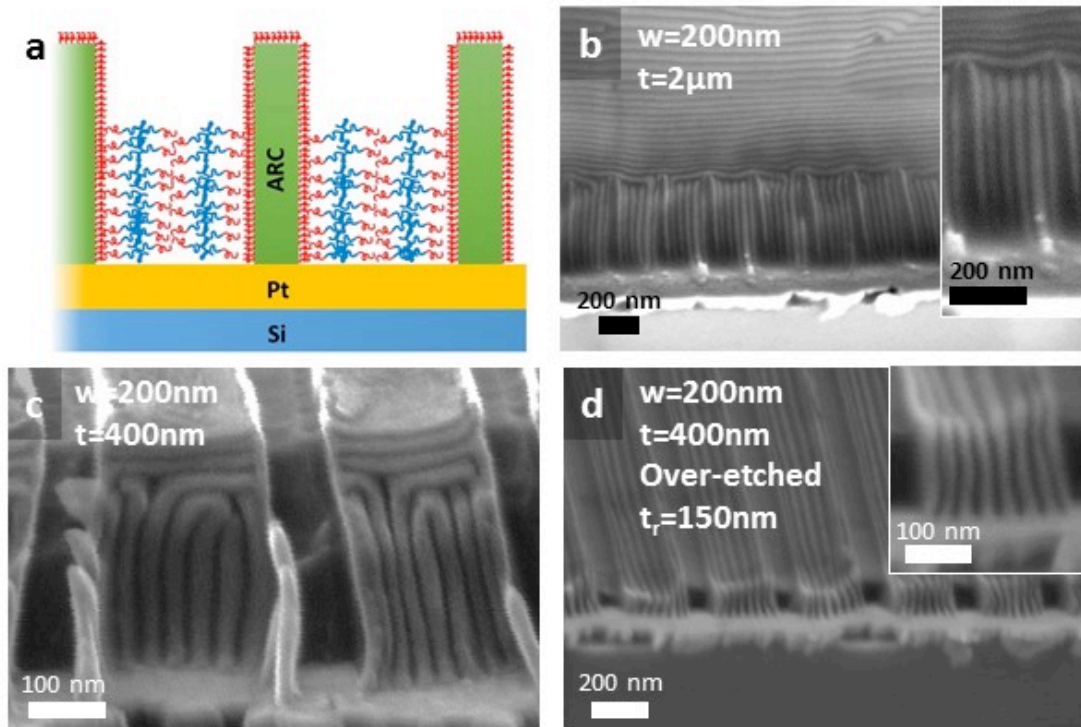 a
ARC
Pt
Si
b
w=200nm
t=2µm
200 nm
200 nm
c
w=200nm
t=400nm
100 nm
d
w=200nm
t=400nm
Over-etched
tᵣ=150nm
100 nm
200 nm